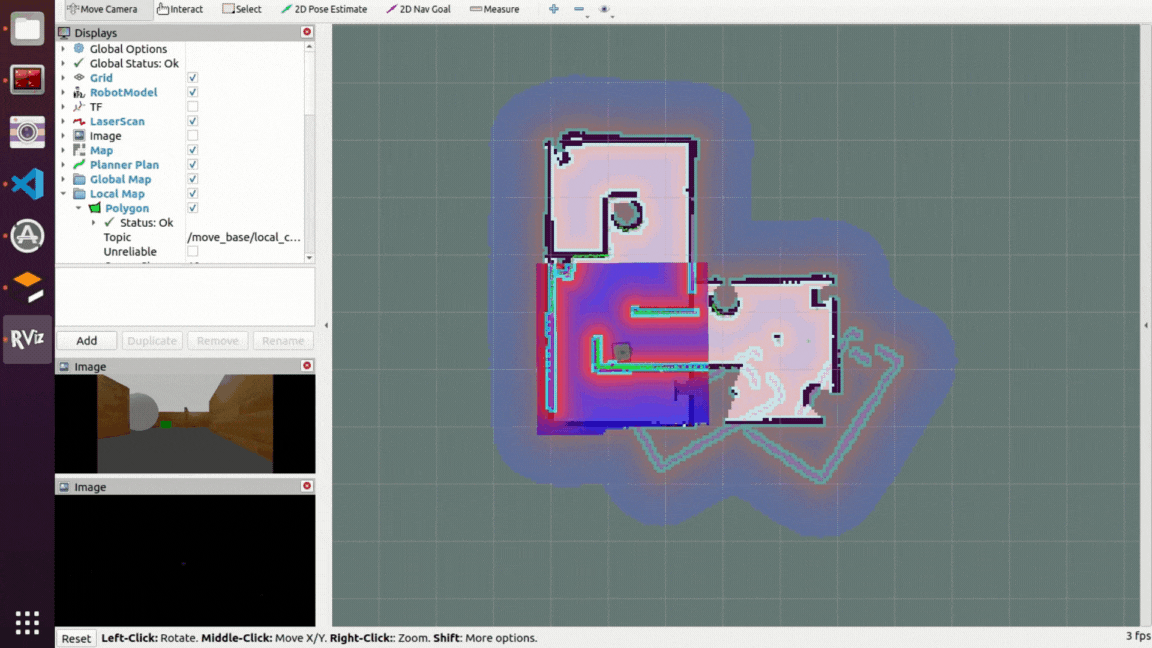 Move Camera Interact Select 2D Pose Estimate 2D Nav Goal Measure
Displays
Global Options
Global Status: Ok
Grid
RobotModel
TF
LaserScan
Image
Map
Planner Plan
Global Map
Local Map
Polygon
Status: Ok
Topic /move_base/local_c...
Unreliable
Add Duplicate Remove Rename
RViz
Image
Image
Reset Left-Click: Rotate. Middle-Click: Move X/Y. Right-Click:: Zoom. Shift: More options. 3 fps